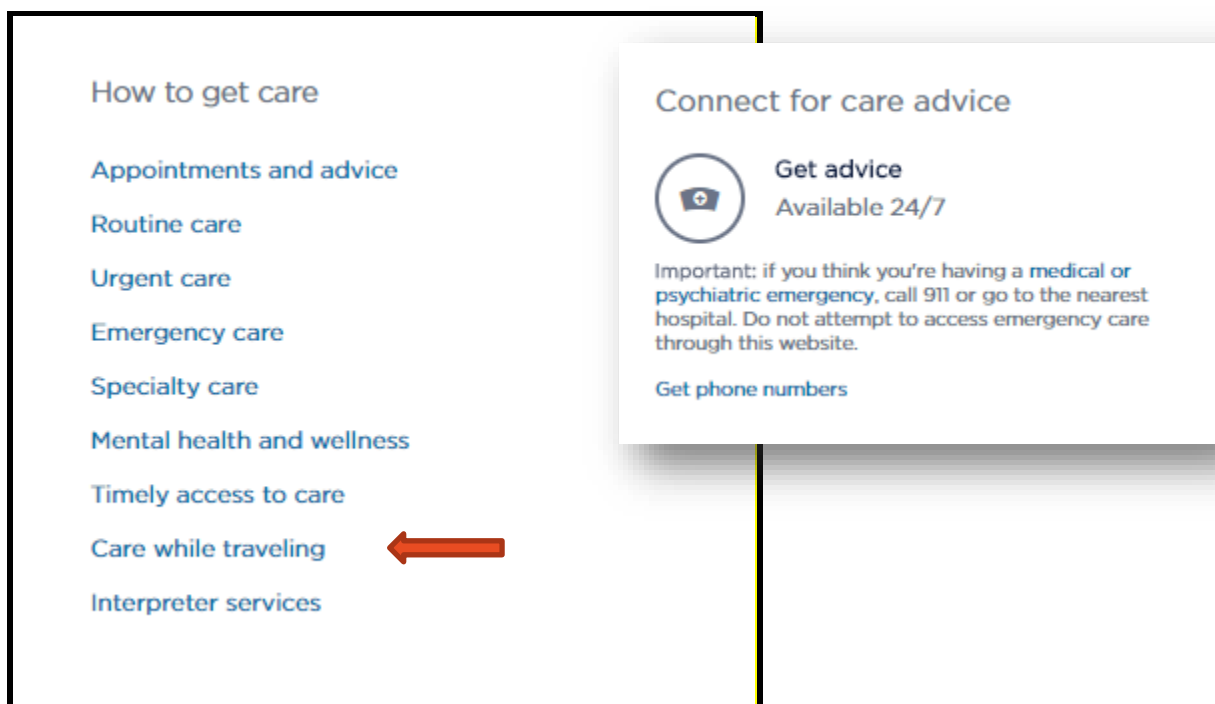 How to get care
Appointments and advice
Routine care
Urgent care
Emergency care
Specialty care
Mental health and wellness
Timely access to care
Care while traveling
Interpreter services
Connect for care advice
Get advice
Available 24/7
Important: if you think you're having a medical or
psychiatric emergency, call 911 or go to the nearest
hospital. Do not attempt to access emergency care
through this website.
Get phone numbers